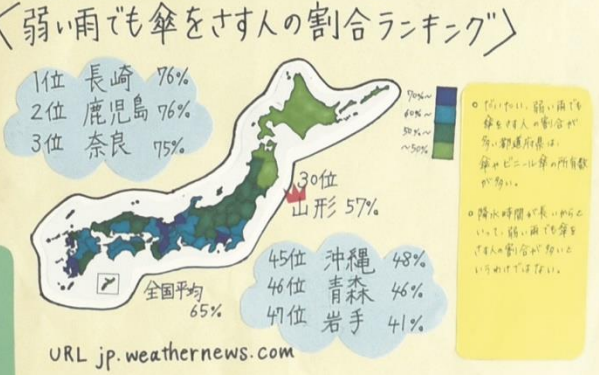 弱い雨でも傘をさす人の割合ランキング
1位 長崎 76%
2位 鹿児島 76%
3位 奈良 75%
70%~
60%~
50%~
~50%
30位
山形 57%
45位 沖縄 48%
46位 青森 46%
47位 岩手 41%
全国平均
65%
URL jp.weathernews.com
○ だいたい、弱い雨でも
傘をさす人の割合が
多い都道府県は、
傘やビニール傘の所有数
が多い。
○ 降水時間が長いからと
いって、弱い雨でも傘を
さす人の割合が多いと
いうわけではない。